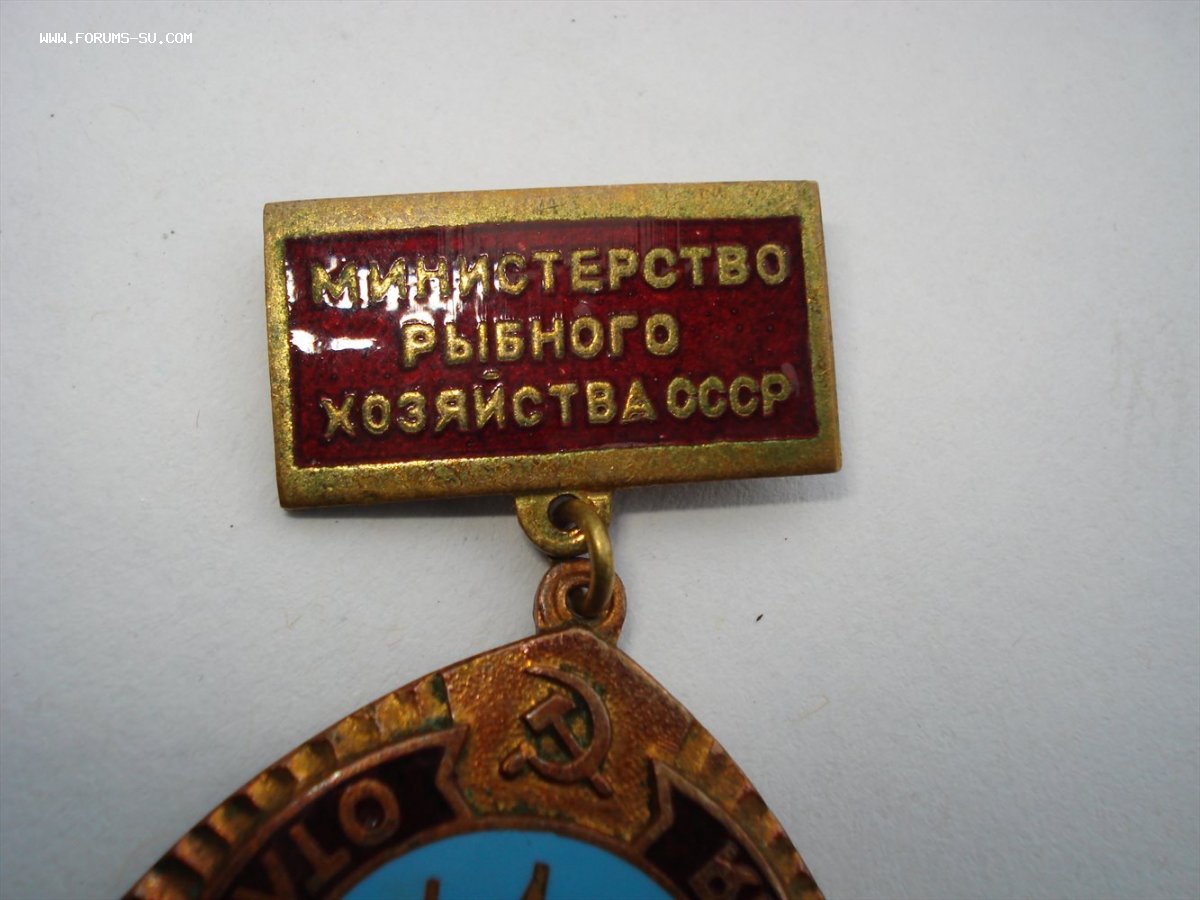 WWW.FORUMS-SU.COM
МИНИСТЕРСТВО
РЫБНОГО
ХОЗЯЙСТВА СССР